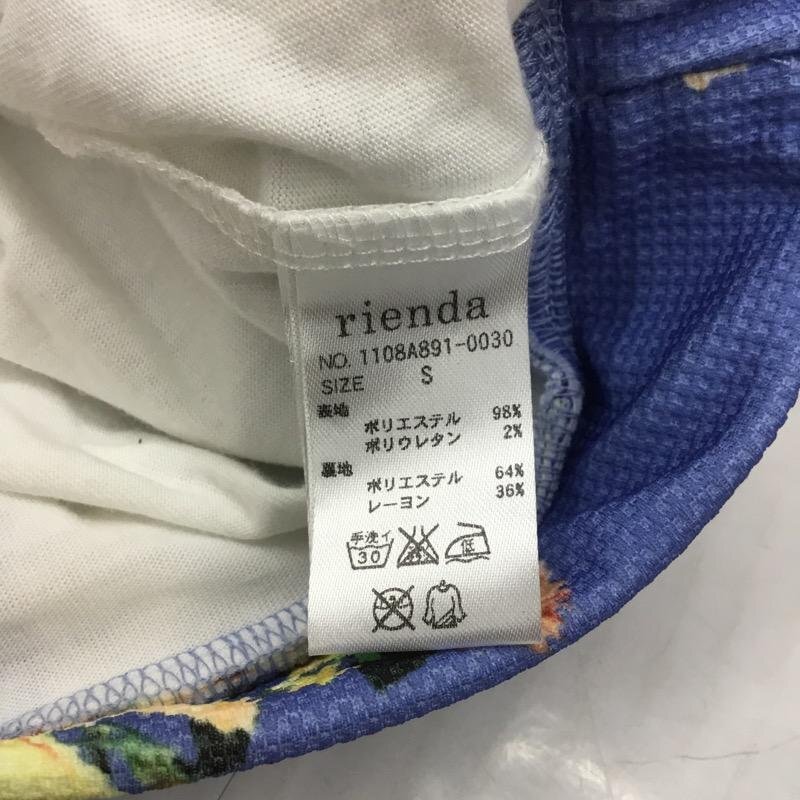 rienda
NO. 1108A891-0030
SIZE S
表地
ポリエステル 98%
ポリウレタン 2%
裏地
ポリエステル 64%
レーヨン 36%
手洗イ
30
低